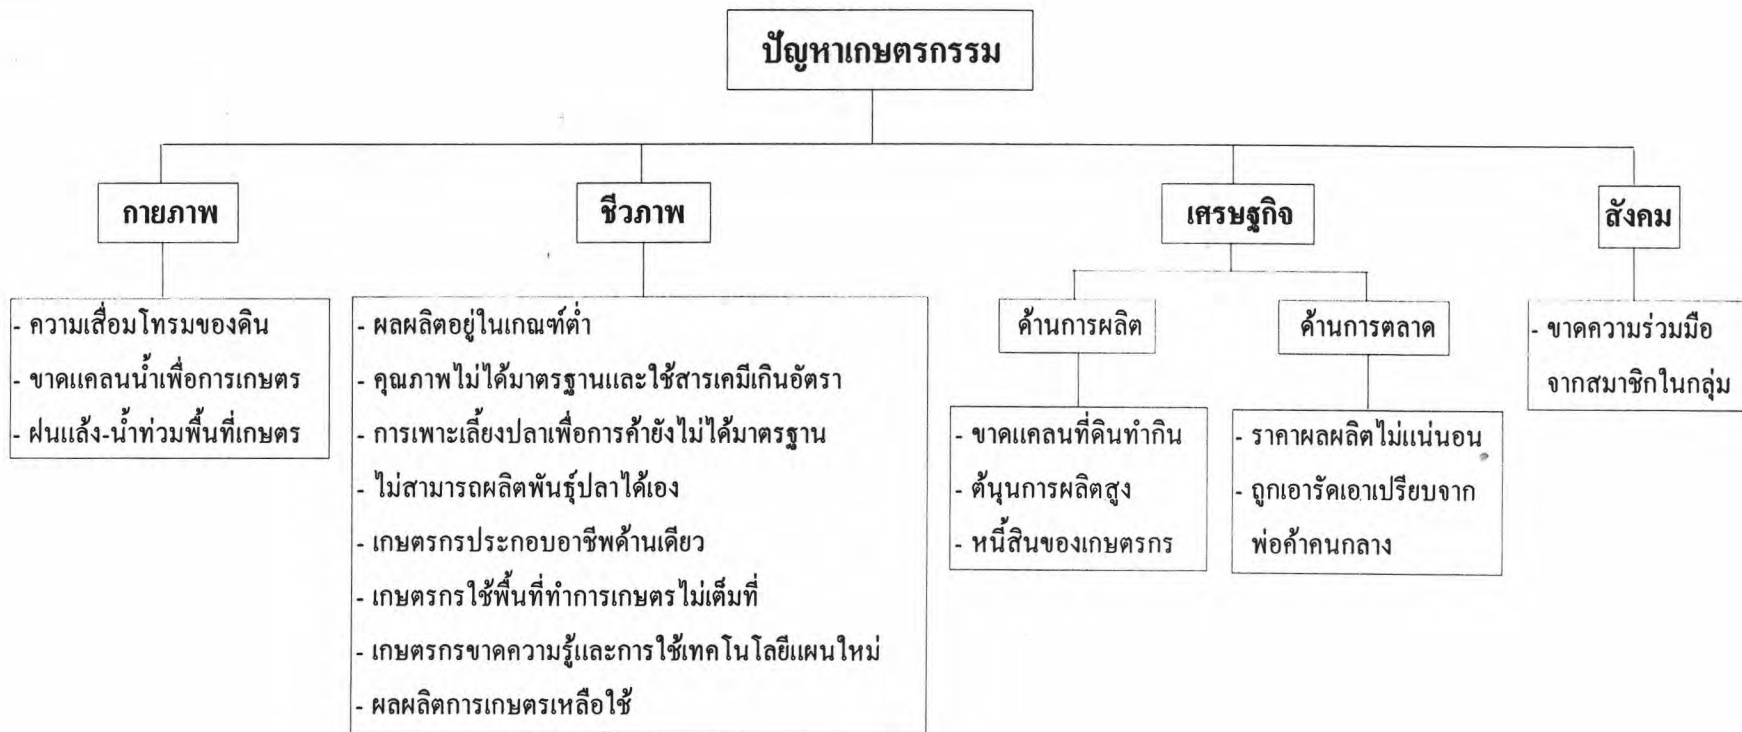 ปัญหาเกษตรกรรม
กายภาพ
- ความเสื่อมโทรมของดิน
- ขาดแคลนน้ำเพื่อการเกษตร
- ฝนแล้ง-น้ำท่วมพื้นที่เกษตร
ชีวภาพ
- ผลผลิตอยู่ในเกณฑ์ต่ำ
- คุณภาพไม่ได้มาตรฐานและใช้สารเคมีเกินอัตรา
- การเพาะเลี้ยงปลาเพื่อการค้ายังไม่ได้มาตรฐาน
- ไม่สามารถผลิตพันธุ์ปลาได้เอง
- เกษตรกรประกอบอาชีพด้านเดียว
- เกษตรกรใช้พื้นที่ทำการเกษตรไม่เต็มที่
- เกษตรกรขาดความรู้และการใช้เทคโนโลยีแผนใหม่
- ผลผลิตการเกษตรเหลือใช้
เศรษฐกิจ
ด้านการผลิต
- ขาดแคลนที่ดินทำกิน
- ต้นุนการผลิตสูง
- หนี้สินของเกษตรกร
ด้านการตลาด
- ราคาผลผลิตไม่แน่นอน
- ถูกเอารัดเอาเปรียบจาก
พ่อค้าคนกลาง
สังคม
- ขาดความร่วมมือ
จากสมาชิกในกลุ่ม